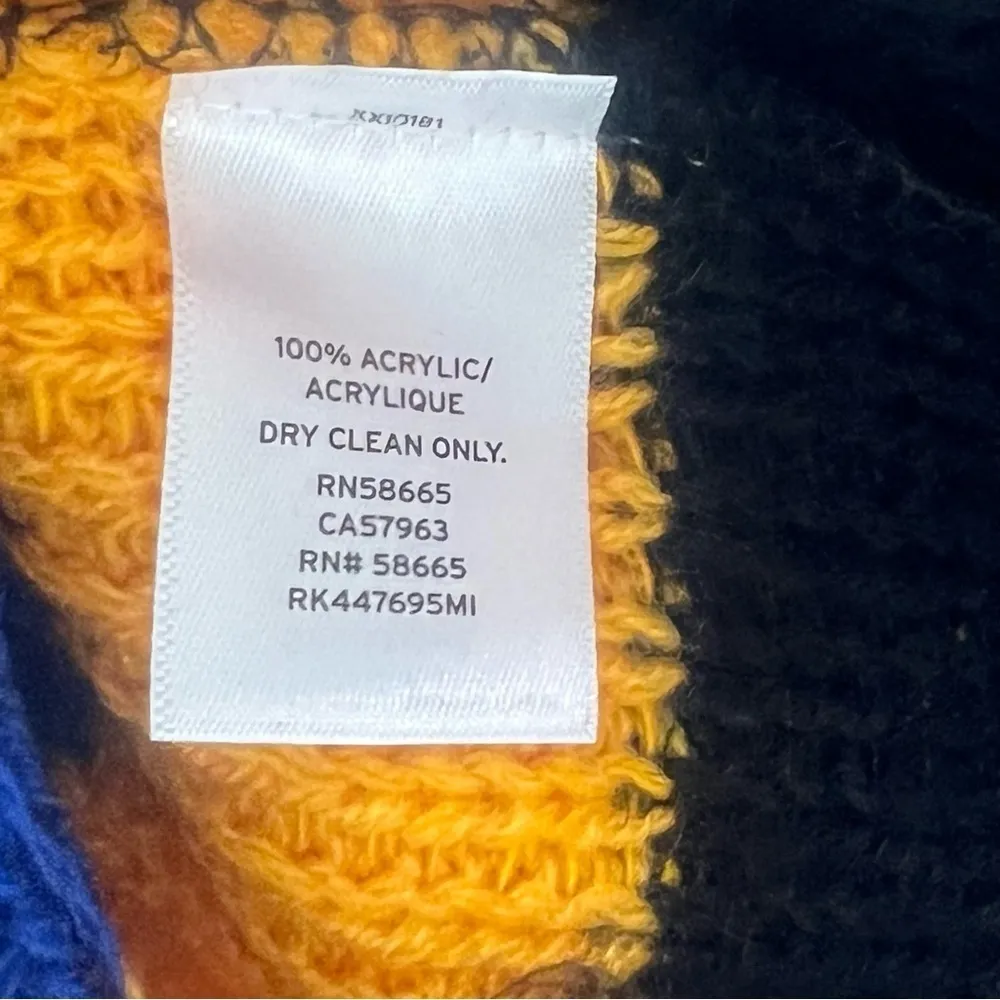 100% ACRYLIC/
ACRYLIQUE
DRY CLEAN ONLY.
RN58665
CA57963
RN# 58665
RK447695MI